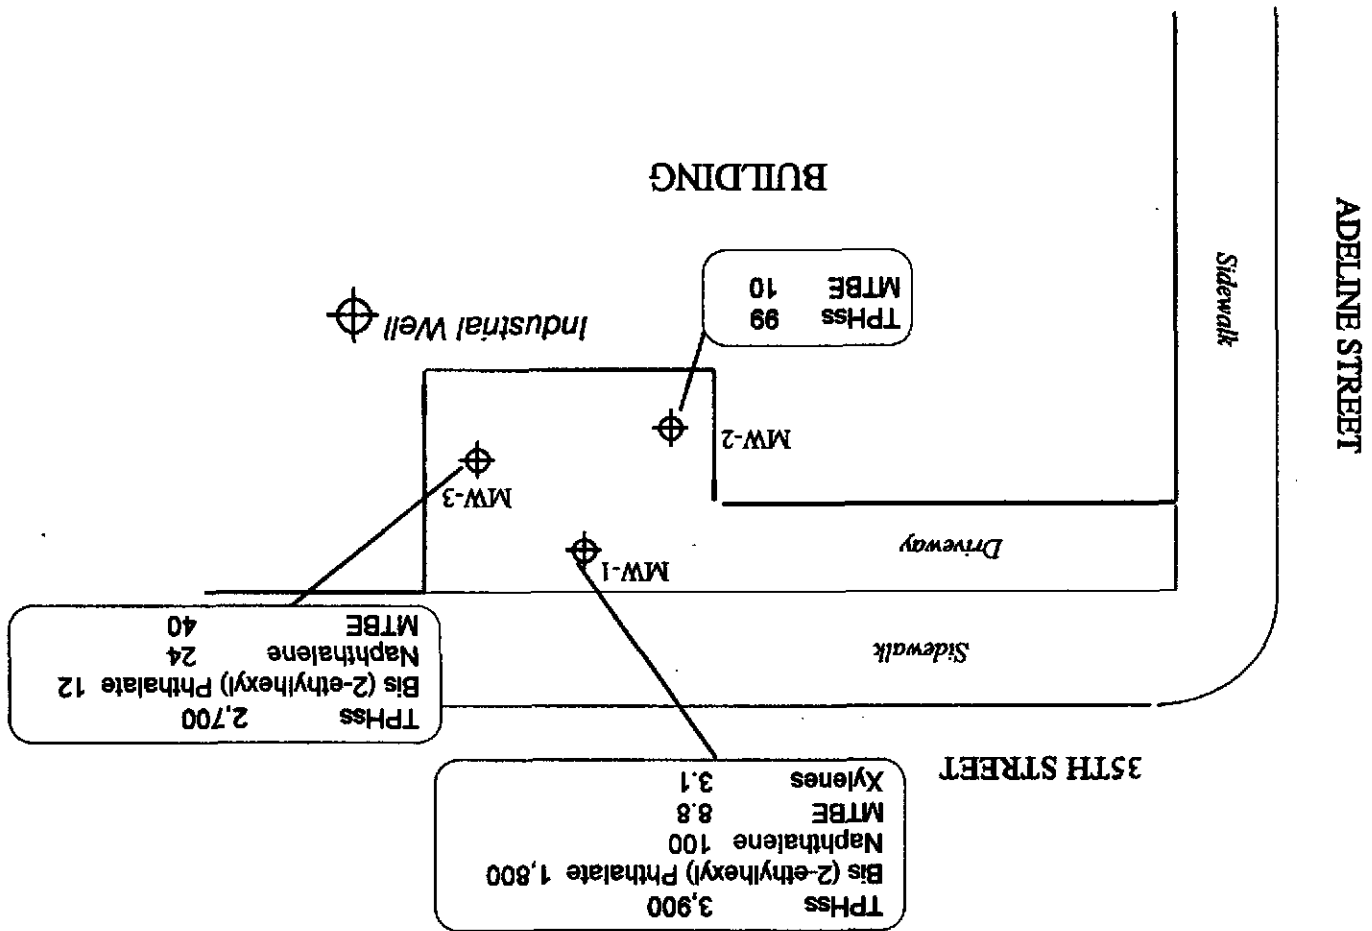 35TH STREET
TPHss 3,900
Bis (2-ethylhexyl) Phthalate 1,800
Naphthalene 100
MTBE 8.8
Xylenes 3.1
TPHss 2,700
Bis (2-ethylhexyl) Phthalate 12
Naphthalene 24
MTBE 40
Sidewalk
Driveway
MW-1
MW-3
MW-2
ADELINE STREET
Sidewalk
TPHss 99
MTBE 10
Industrial Well
BUILDING